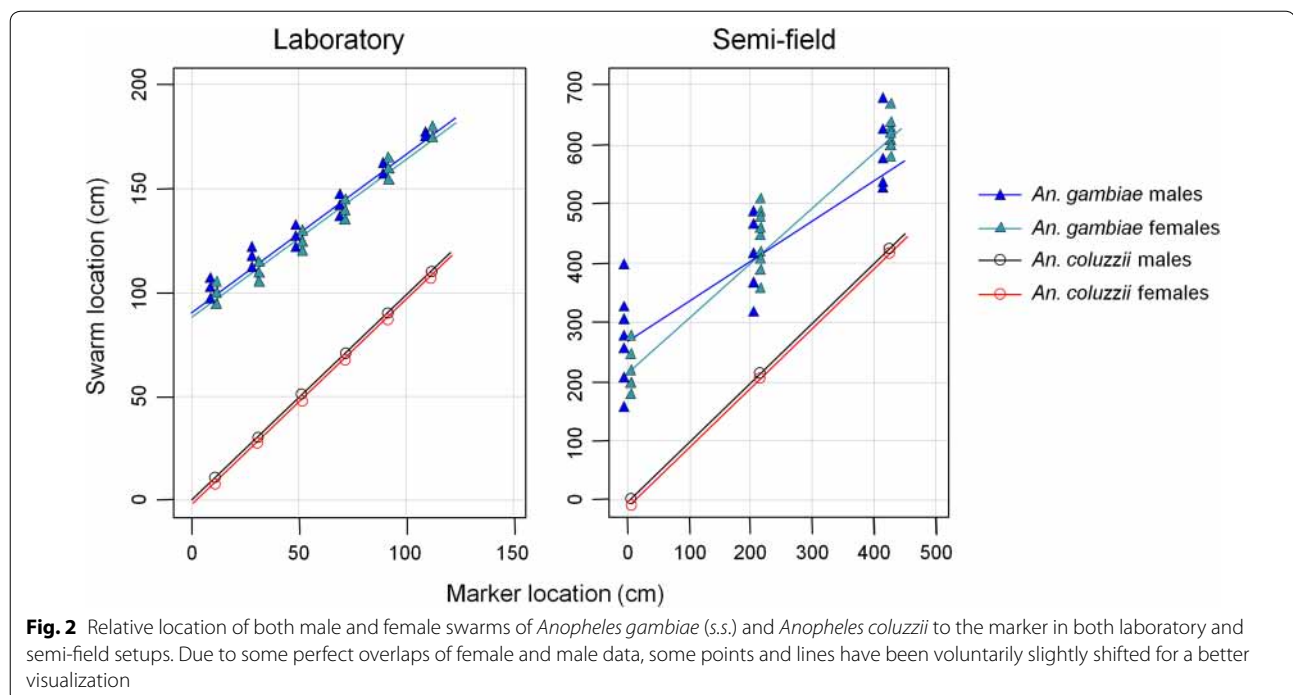 Laboratory
Semi-field
Swarm location (cm)
200
150
100
50
0
0 50 100 150
700
600
500
400
300
200
100
0
0 100 200 300 400 500
Marker location (cm)
An. gambiae males
An. gambiae females
An. coluzzii males
An. coluzzii females
Fig. 2 Relative location of both male and female swarms of Anopheles gambiae (s.s.) and Anopheles coluzzii to the marker in both laboratory and
semi-field setups. Due to some perfect overlaps of female and male data, some points and lines have been voluntarily slightly shifted for a better
visualization